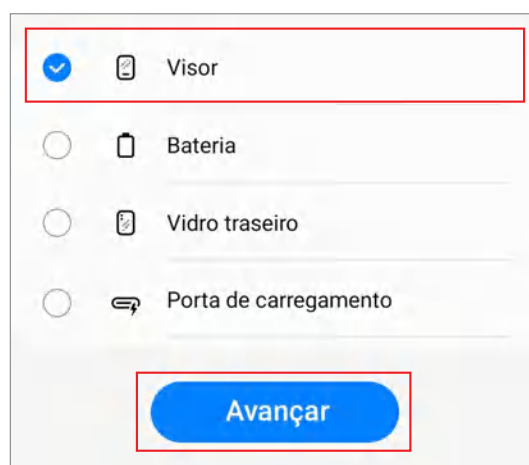 Visor
Bateria
Vidro traseiro
Porta de carregamento
Avançar